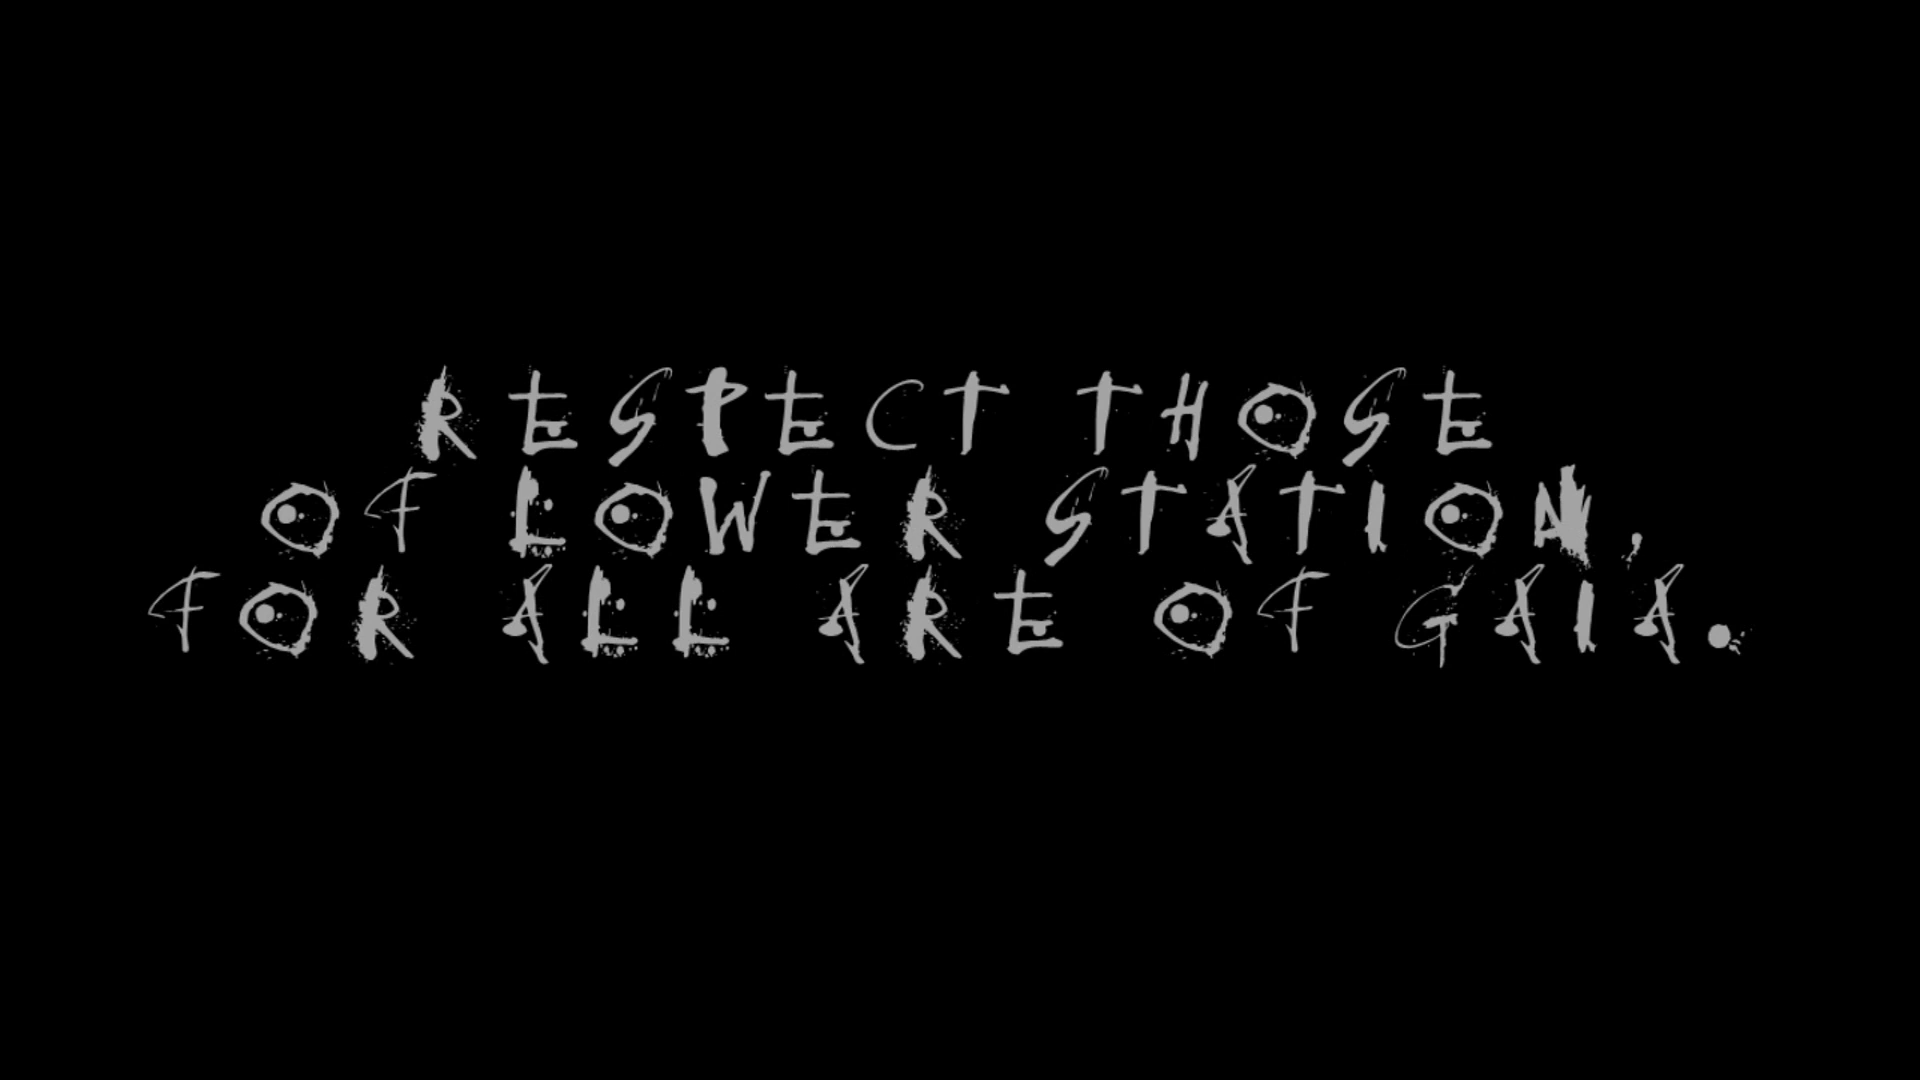 RESPECT THOSE
OF LOWER STATION,
FOR ALL ARE OF GAIA.